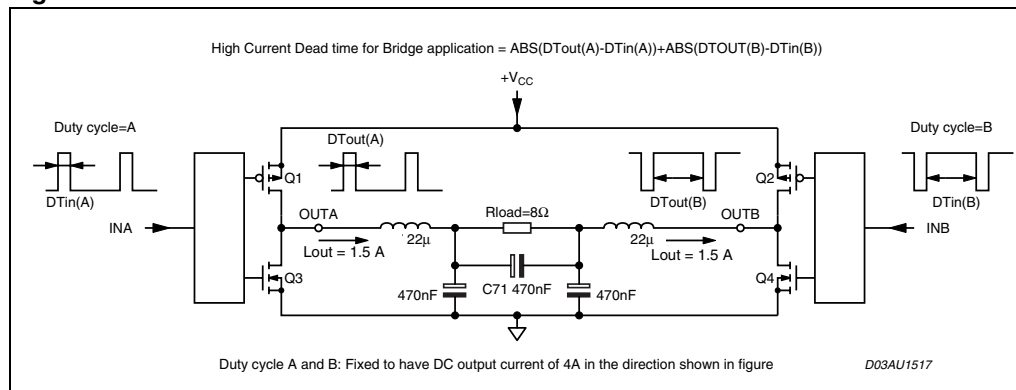 High Current Dead time for Bridge application = ABS(DTout(A)-DTin(A))+ABS(DTOUT(B)-DTin(B))
+VCC
Duty cycle=A
Duty cycle=B
DTout(A)
DTin(A)
Q1
DTout(B)
Q2
DTin(B)
INA
OUTA
Rload=8Ω
OUTB
INB
Lout = 1.5 A
22μ
22μ
Lout = 1.5 A
Q3
470nF
C71 470nF
470nF
Q4
Duty cycle A and B: Fixed to have DC output current of 4A in the direction shown in figure
D03AU1517